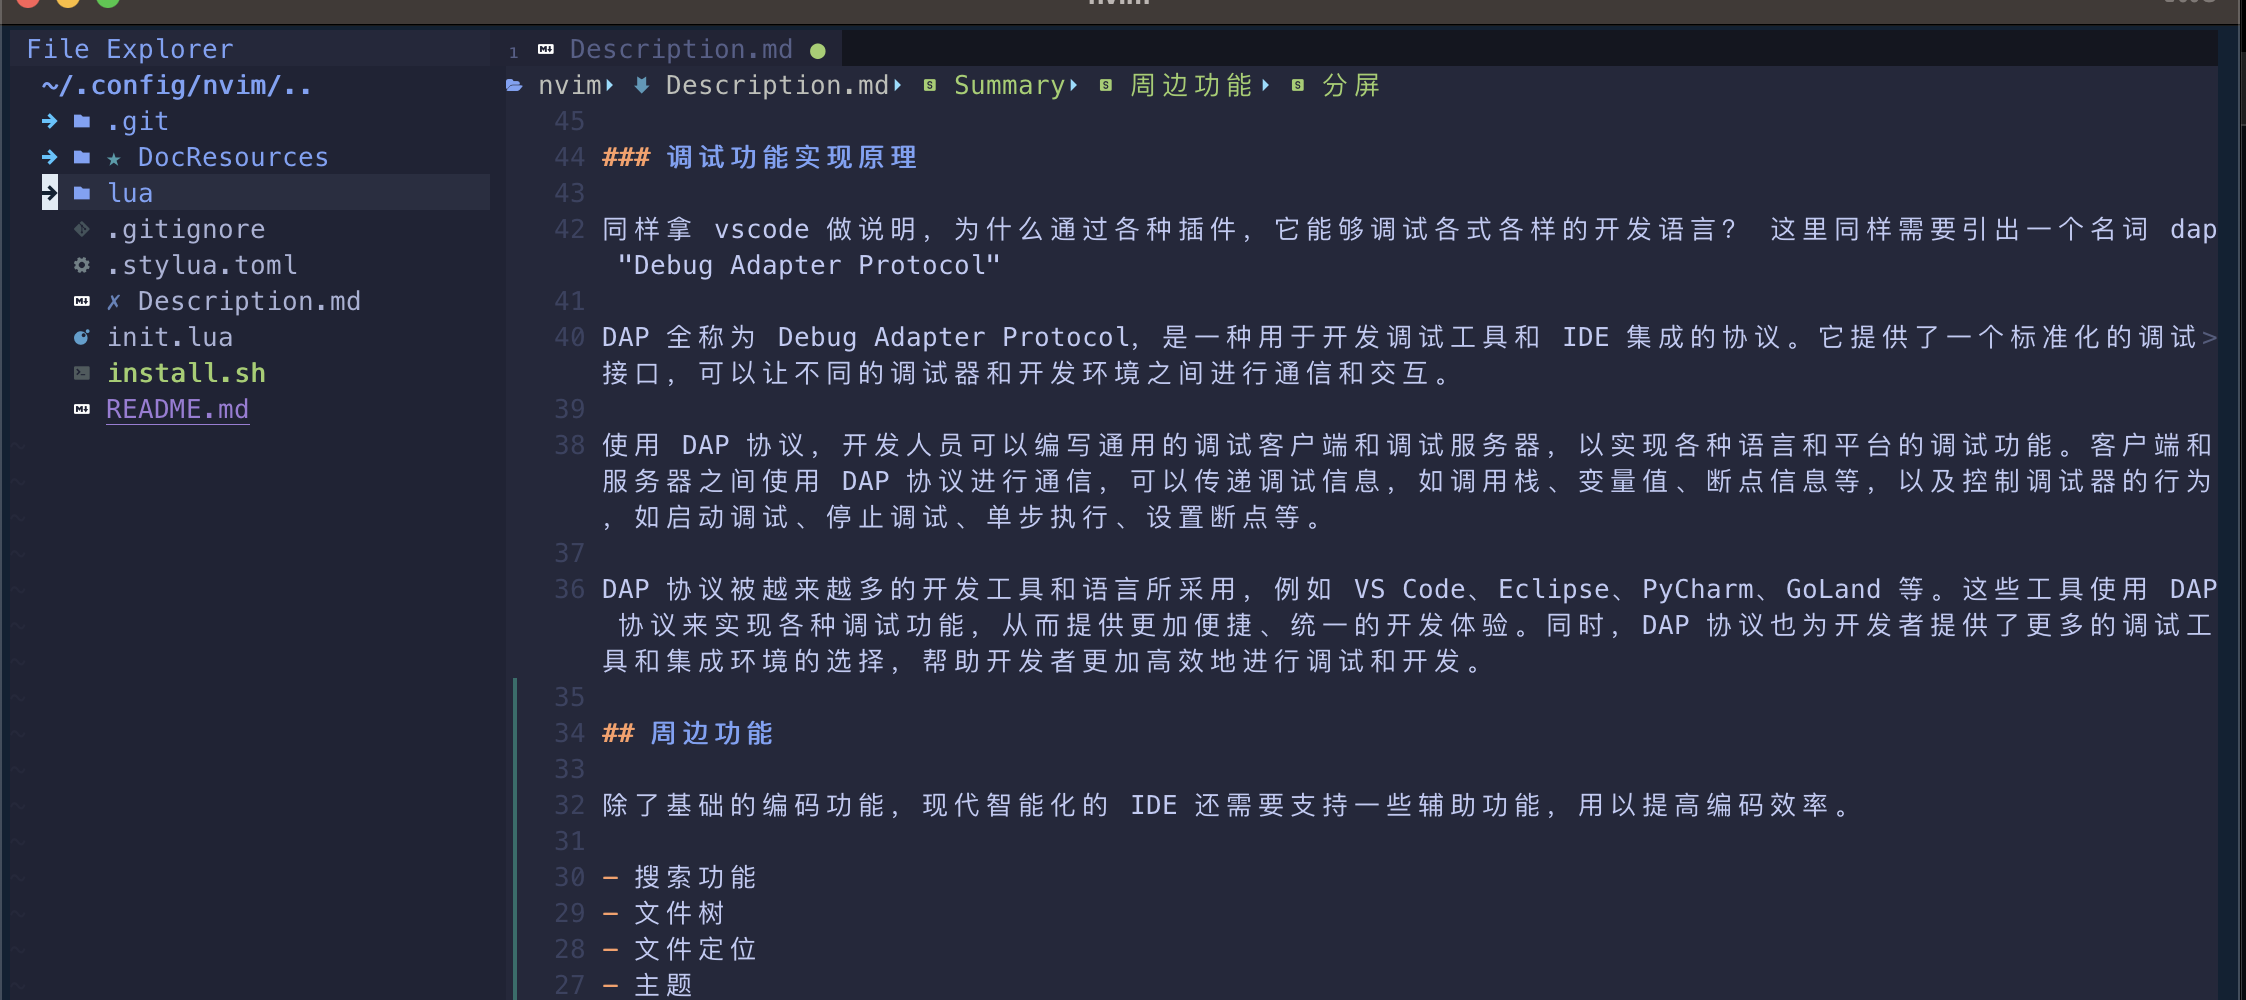 File Explorer
~/.config/nvim/..
.git
DocResources
lua
.gitignore
.stylua.toml
Description.md
init.lua
install.sh
README.md
1 Description.md
nvim Description.md Summary 周边功能 分屏
45
44 ### 调试功能实现原理
43
42 同样拿 vscode 做说明，为什么通过各种插件，它能够调试各式各样的开发语言？ 这里同样需要引出一个名词 dap
"Debug Adapter Protocol"
41
40 DAP 全称为 Debug Adapter Protocol，是一种用于开发调试工具和 IDE 集成的协议。它提供了一个标准化的调试>
接口，可以让不同的调试器和开发环境之间进行通信和交互。
39
38 使用 DAP 协议，开发人员可以编写通用的调试客户端和调试服务器，以实现各种语言和平台的调试功能。客户端和
服务器之间使用 DAP 协议进行通信，可以传递调试信息，如调用栈、变量值、断点信息等，以及控制调试器的行为
，如启动调试、停止调试、单步执行、设置断点等。
37
36 DAP 协议被越来越多的开发工具和语言所采用，例如 VS Code、Eclipse、PyCharm、GoLand 等。这些工具使用 DAP
协议来实现各种调试功能，从而提供更加便捷、统一的开发体验。同时，DAP 协议也为开发者提供了更多的调试工
具和集成环境的选择，帮助开发者更加高效地进行调试和开发。
35
34 ## 周边功能
33
32 除了基础的编码功能，现代智能化的 IDE 还需要支持一些辅助功能，用以提高编码效率。
31
30 - 搜索功能
29 - 文件树
28 - 文件定位
27 - 主题